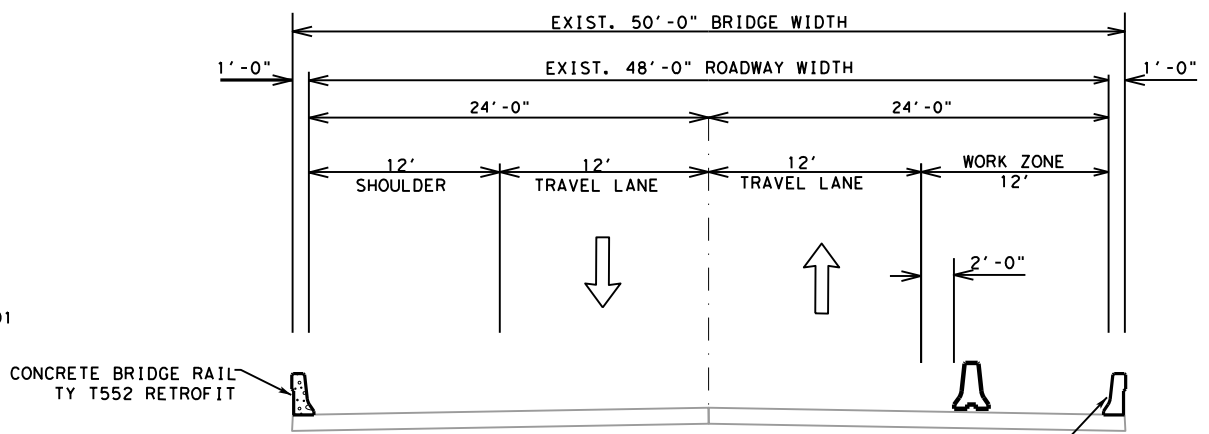 EXIST. 50'-0" BRIDGE WIDTH
1'-0"
EXIST. 48'-0" ROADWAY WIDTH
1'-0"
24'-0"
24'-0"
12'
SHOULDER
12'
TRAVEL LANE
12'
TRAVEL LANE
WORK ZONE
12'
2'-0"
CONCRETE BRIDGE RAIL
TY T552 RETROFIT